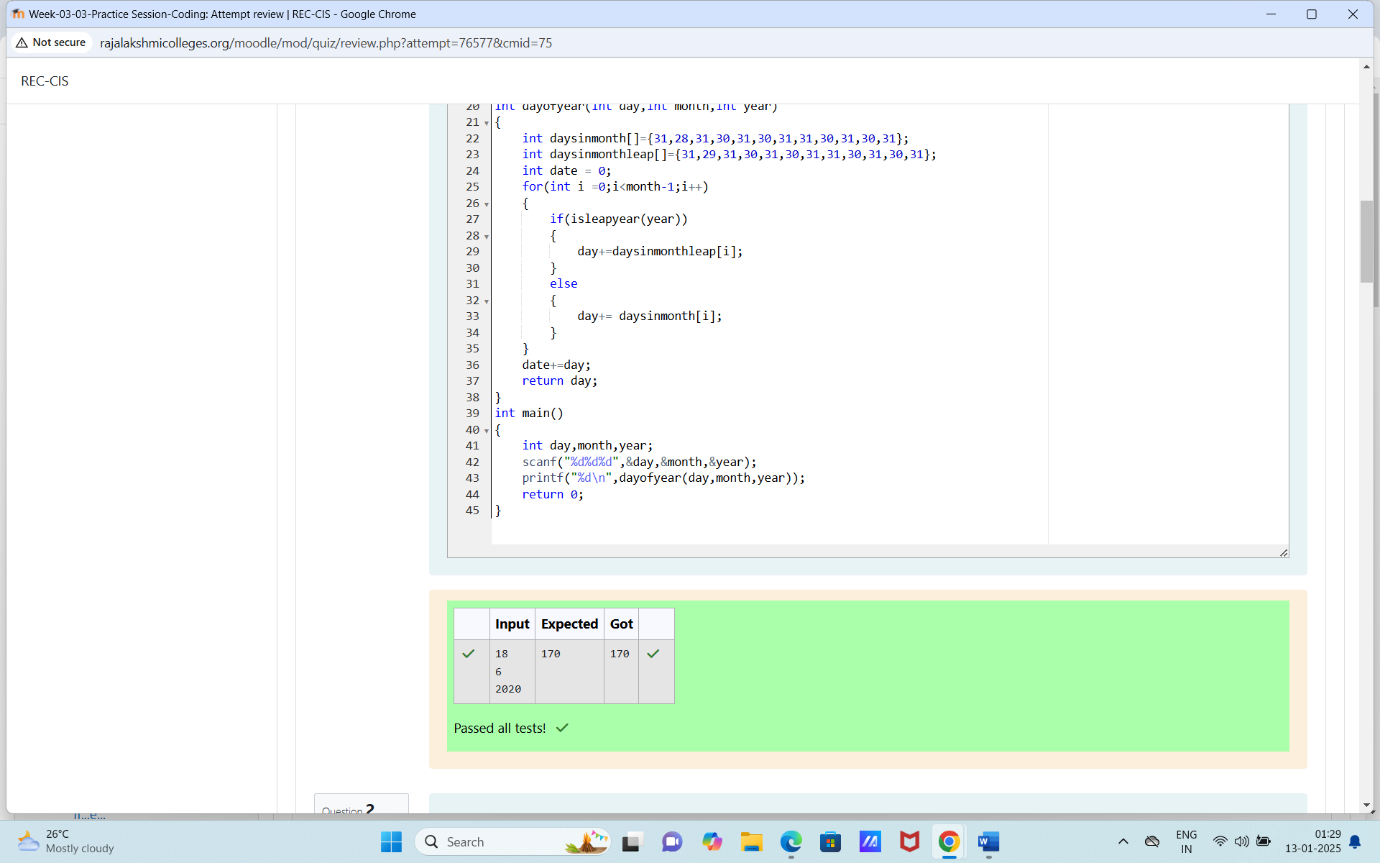 Week-03-03-Practice Session-Coding: Attempt review | REC-CIS - Google Chrome
Not secure rajalakshmicolleges.org/moodle/mod/quiz/review.php?attempt=76577&cmid=75
REC-CIS
20 int dayofyear(int day,int month,int year)
21 {
22 int daysinmonth[]={31,28,31,30,31,30,31,31,30,31,30,31};
23 int daysinmonthleap[]={31,29,31,30,31,30,31,31,30,31,30,31};
24 int date = 0;
25 for(int i =0;i<month-1;i++)
26 {
27 if(isleapyear(year))
28 {
29 day+=daysinmonthleap[i];
30 }
31 else
32 {
33 day+= daysinmonth[i];
34 }
35 }
36 date+=day;
37 return day;
38 }
39 int main()
40 {
41 int day,month,year;
42 scanf("%d%d%d",&day,&month,&year);
43 printf("%d\n",dayofyear(day,month,year));
44 return 0;
45 }
Input Expected Got
18 170 170
6
2020
Passed all tests!
Question 2
26°C
Mostly cloudy
Search
ENG
IN
01:29
13-01-2025